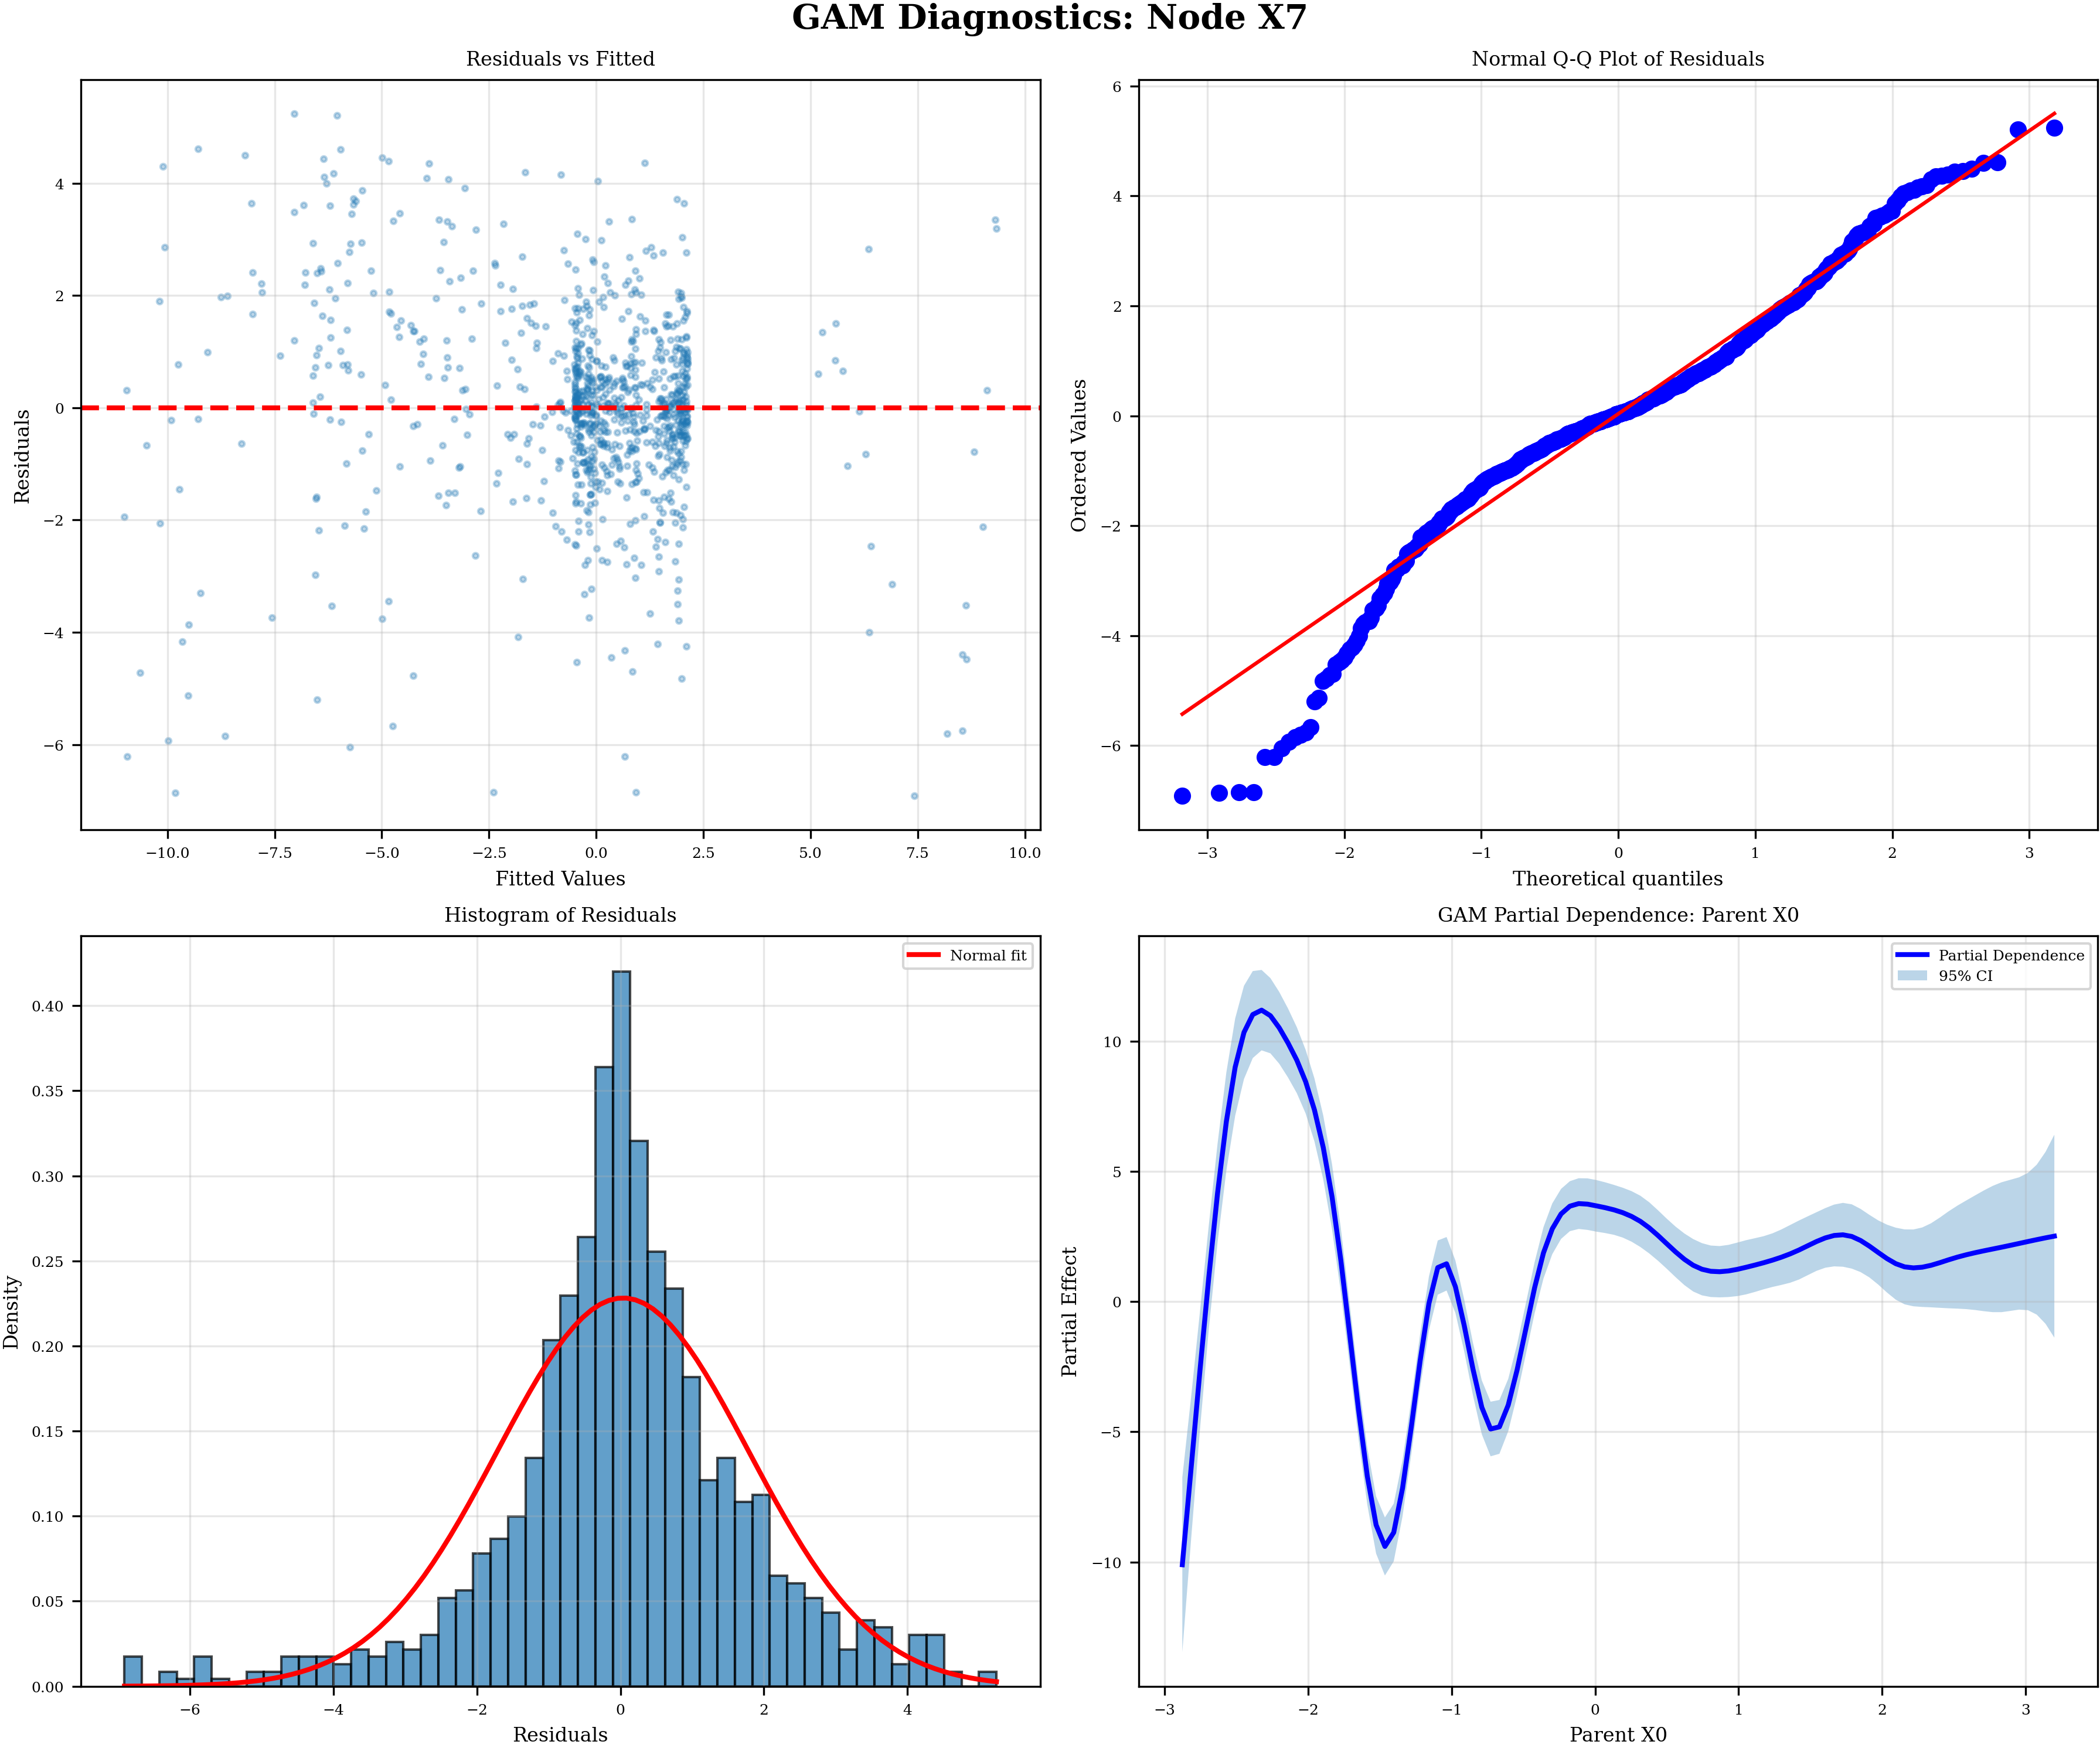 GAM Diagnostics: Node X7
Residuals vs Fitted
4
2
0
−2
−4
−6
Residuals
−10.0 −7.5 −5.0 −2.5 0.0 2.5 5.0 7.5 10.0
Fitted Values
Normal Q-Q Plot of Residuals
6
4
2
0
−2
−4
−6
Ordered Values
−3 −2 −1 0 1 2 3
Theoretical quantiles
Histogram of Residuals
Normal fit
0.40
0.35
0.30
0.25
0.20
0.15
0.10
0.05
0.00
Density
−6 −4 −2 0 2 4
Residuals
GAM Partial Dependence: Parent X0
Partial Dependence
95% CI
10
5
0
−5
−10
Partial Effect
−3 −2 −1 0 1 2 3
Parent X0